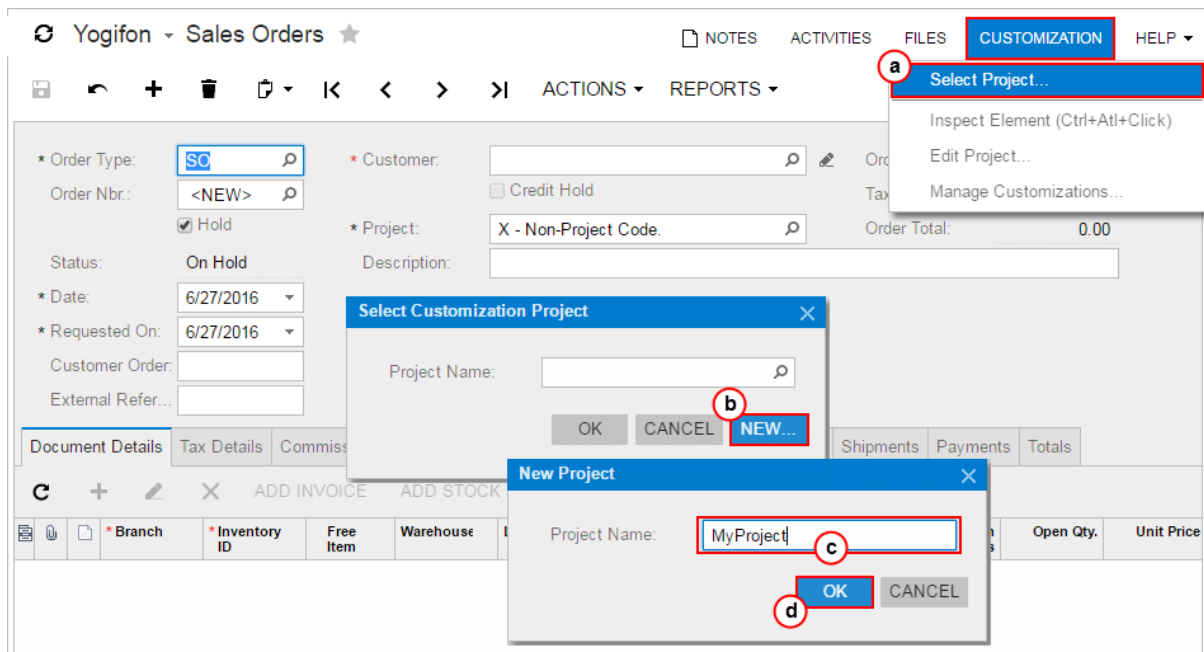 Yogifon Sales Orders NOTES ACTIVITIES FILES CUSTOMIZATION HELP
a
Select Project...
ACTIONS REPORTS
Inspect Element (Ctrl+Atl+Click)
Edit Project...
Manage Customizations...
* Order Type: SO * Customer:
Order Nbr.: <NEW> Credit Hold
Hold * Project: X - Non-Project Code. Order Total: 0.00
Status: On Hold Description:
* Date: 6/27/2016
Select Customization Project
* Requested On: 6/27/2016
Customer Order: Project Name:
External Refer...
b
OK CANCEL NEW...
Document Details Tax Details Commiss Shipments Payments Totals
New Project
ADD INVOICE ADD STOCK
* Branch * Inventory ID Free Item Warehouse Open Qty. Unit Price
Project Name: MyProject
c
OK CANCEL
d